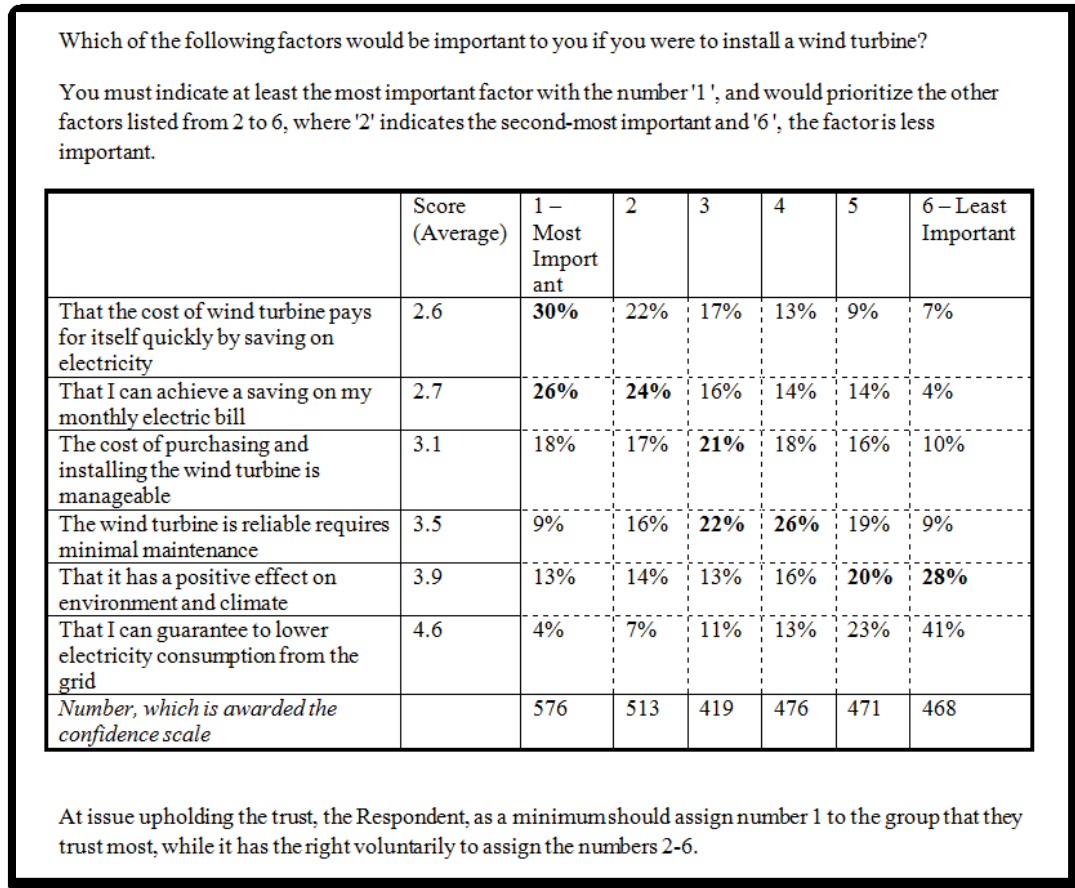 Which of the following factors would be important to you if you were to install a wind turbine?
You must indicate at least the most important factor with the number '1 ', and would prioritize the other
factors listed from 2 to 6, where '2' indicates the second-most important and '6 ', the factor is less
important.
Score 1 – 2 3 4 5 6 – Least
(Average) Most Important
Import
ant
That the cost of wind turbine pays 2.6 30% 22% 17% 13% 9% 7%
for itself quickly by saving on
electricity
That I can achieve a saving on my 2.7 26% 24% 16% 14% 14% 4%
monthly electric bill
The cost of purchasing and 3.1 18% 17% 21% 18% 16% 10%
installing the wind turbine is
manageable
The wind turbine is reliable requires 3.5 9% 16% 22% 26% 19% 9%
minimal maintenance
That it has a positive effect on 3.9 13% 14% 13% 16% 20% 28%
environment and climate
That I can guarantee to lower 4.6 4% 7% 11% 13% 23% 41%
electricity consumption from the
grid
Number, which is awarded the 576 513 419 476 471 468
confidence scale
At issue upholding the trust, the Respondent, as a minimum should assign number 1 to the group that they
trust most, while it has the right voluntarily to assign the numbers 2-6.